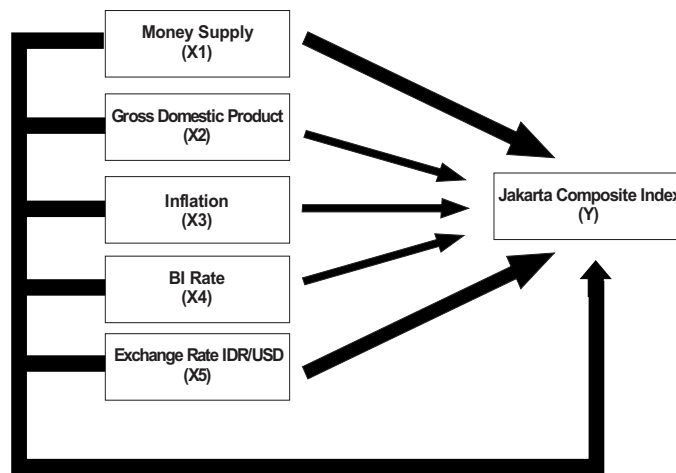 Money Supply
(X1)
Gross Domestic Product
(X2)
Inflation
(X3)
BI Rate
(X4)
Exchange Rate IDR/USD
(X5)
Jakarta Composite Index
(Y)